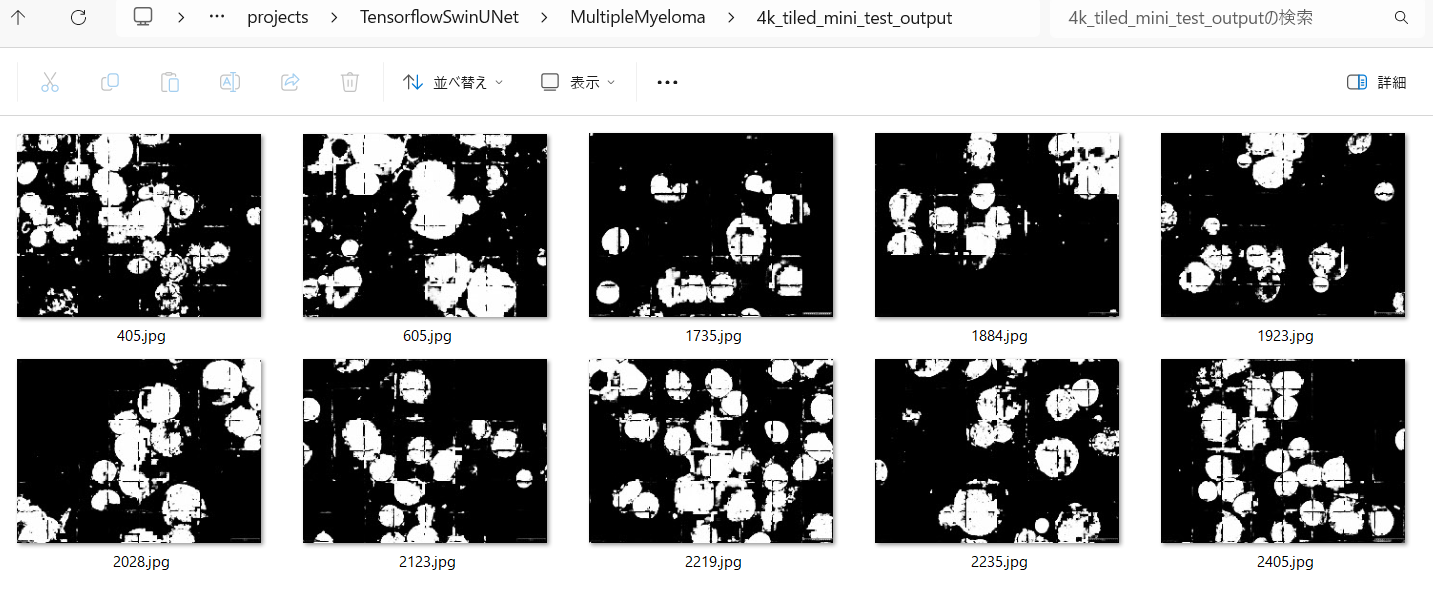 projects > TensorflowSwinUNet > MultipleMyeloma > 4k_tiled_mini_test_output
4k_tiled_mini_test_outputの検索
並べ替え
表示
詳細
405.jpg
605.jpg
1735.jpg
1884.jpg
1923.jpg
2028.jpg
2123.jpg
2219.jpg
2235.jpg
2405.jpg